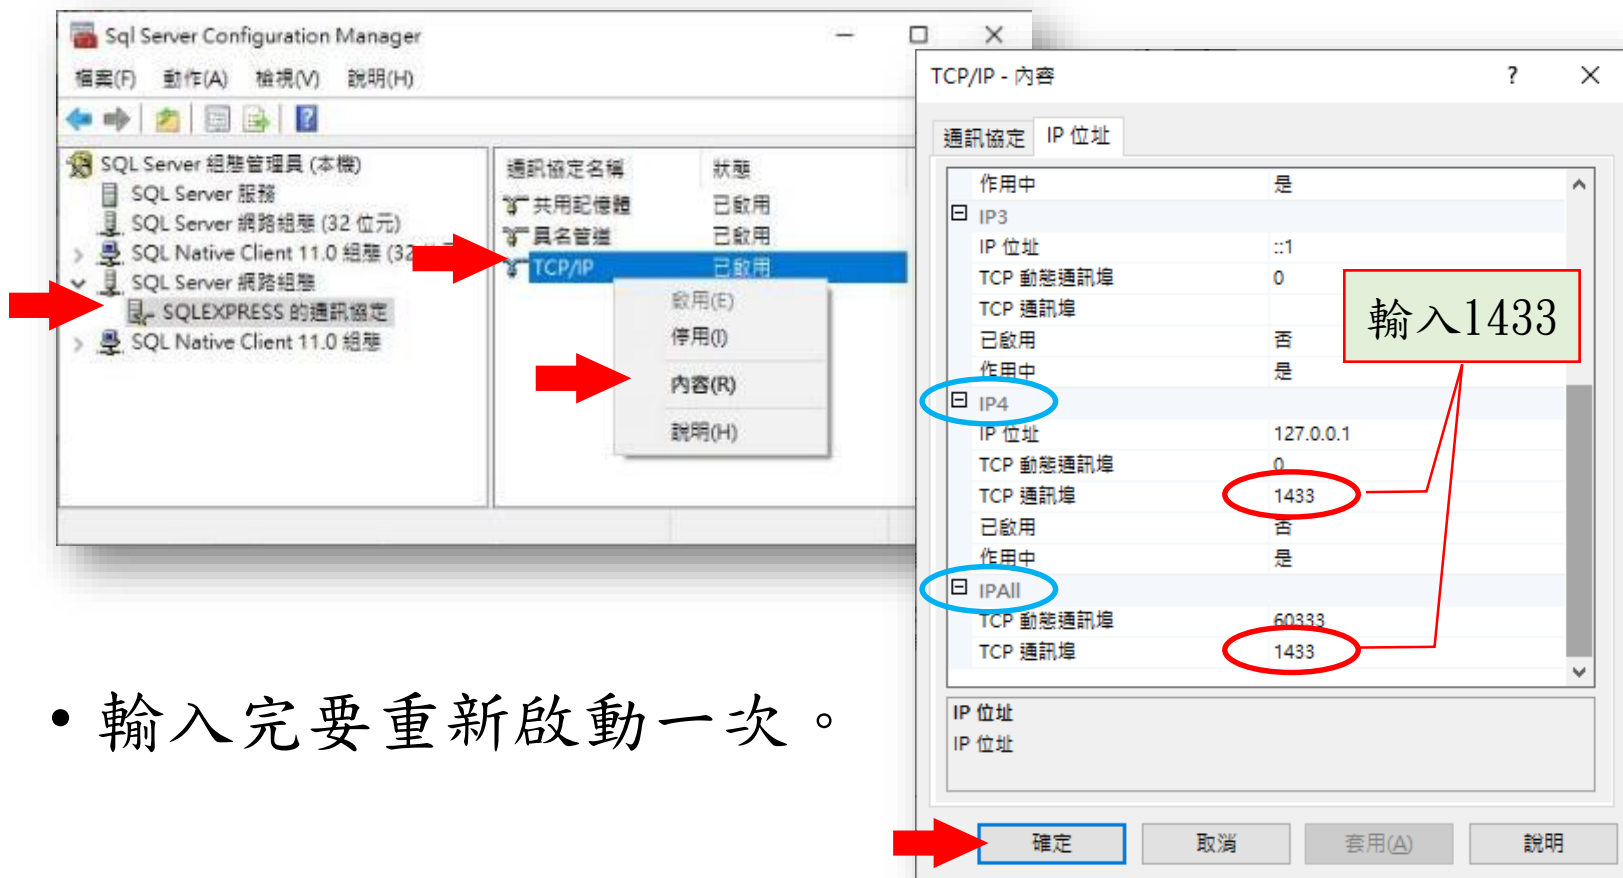 Sql Server Configuration Manager
檔案(F) 動作(A) 檢視(V) 說明(H)
SQL Server 組態管理員 (本機)
SQL Server 服務
SQL Server 網路組態 (32 位元)
SQL Native Client 11.0 組態 (32
SQL Server 網路組態
SQLEXPRESS 的通訊協定
SQL Native Client 11.0 組態
通訊協定名稱 狀態
共用記憶體 已啟用
具名管道 已啟用
TCP/IP 已啟用
啟用(E)
停用(I)
內容(R)
說明(H)
TCP/IP - 內容 ?
通訊協定 IP 位址
作用中 是
IP3
IP 位址 ::1
TCP 動態通訊埠 0
TCP 通訊埠
已啟用 否
作用中 是
IP4
IP 位址 127.0.0.1
TCP 動態通訊埠 0
TCP 通訊埠 1433
已啟用 否
作用中 是
IPAll
TCP 動態通訊埠 60333
TCP 通訊埠 1433
輸入1433
IP 位址
IP 位址
確定 取消 套用(A) 說明
• 輸入完要重新啟動一次。